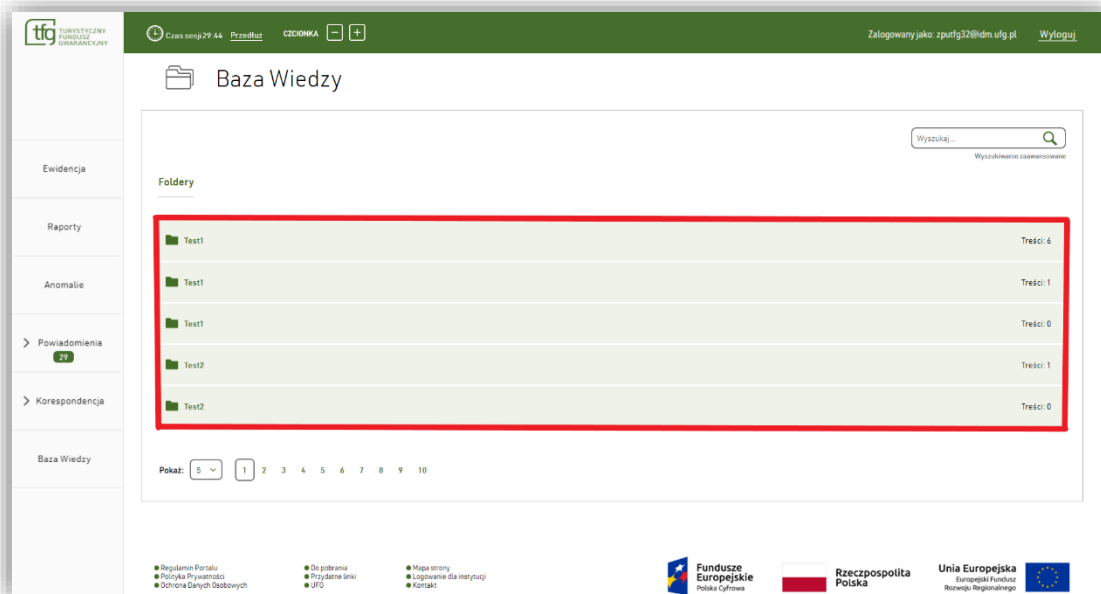 tfg TURYSTYCZNY FUNDUSZ GWARANCYJNY
Czas sesji 29:44 Przedłuż CZCIONKA − +
Zalogowany jako: zputfg32@idm.ufg.pl Wyloguj
Baza Wiedzy
Wyszukaj...
Wyszukiwanie zaawansowane
Foldery
Test1 Treści: 6
Test1 Treści: 1
Test1 Treści: 0
Test2 Treści: 1
Test2 Treści: 0
Pokaż: 5 1 2 3 4 5 6 7 8 9 10
Ewidencja
Raporty
Anomalie
Powiadomienia
29
Korespondencja
Baza Wiedzy
Regulamin Portalu
Polityka Prywatności
Ochrona Danych Osobowych
Do pobrania
Przydatne linki
UFG
Mapa strony
Logowanie dla instytucji
Kontakt
Fundusze
Europejskie
Polska Cyfrowa
Rzeczpospolita
Polska
Unia Europejska
Europejski Fundusz
Rozwoju Regionalnego